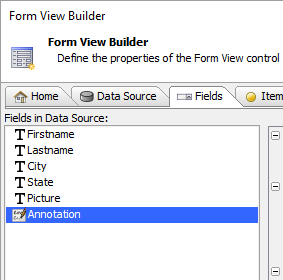 Form View Builder
Form View Builder
Define the properties of the Form View control
Home
Data Source
Fields
Item
Fields in Data Source:
Firstname
Lastname
City
State
Picture
Annotation